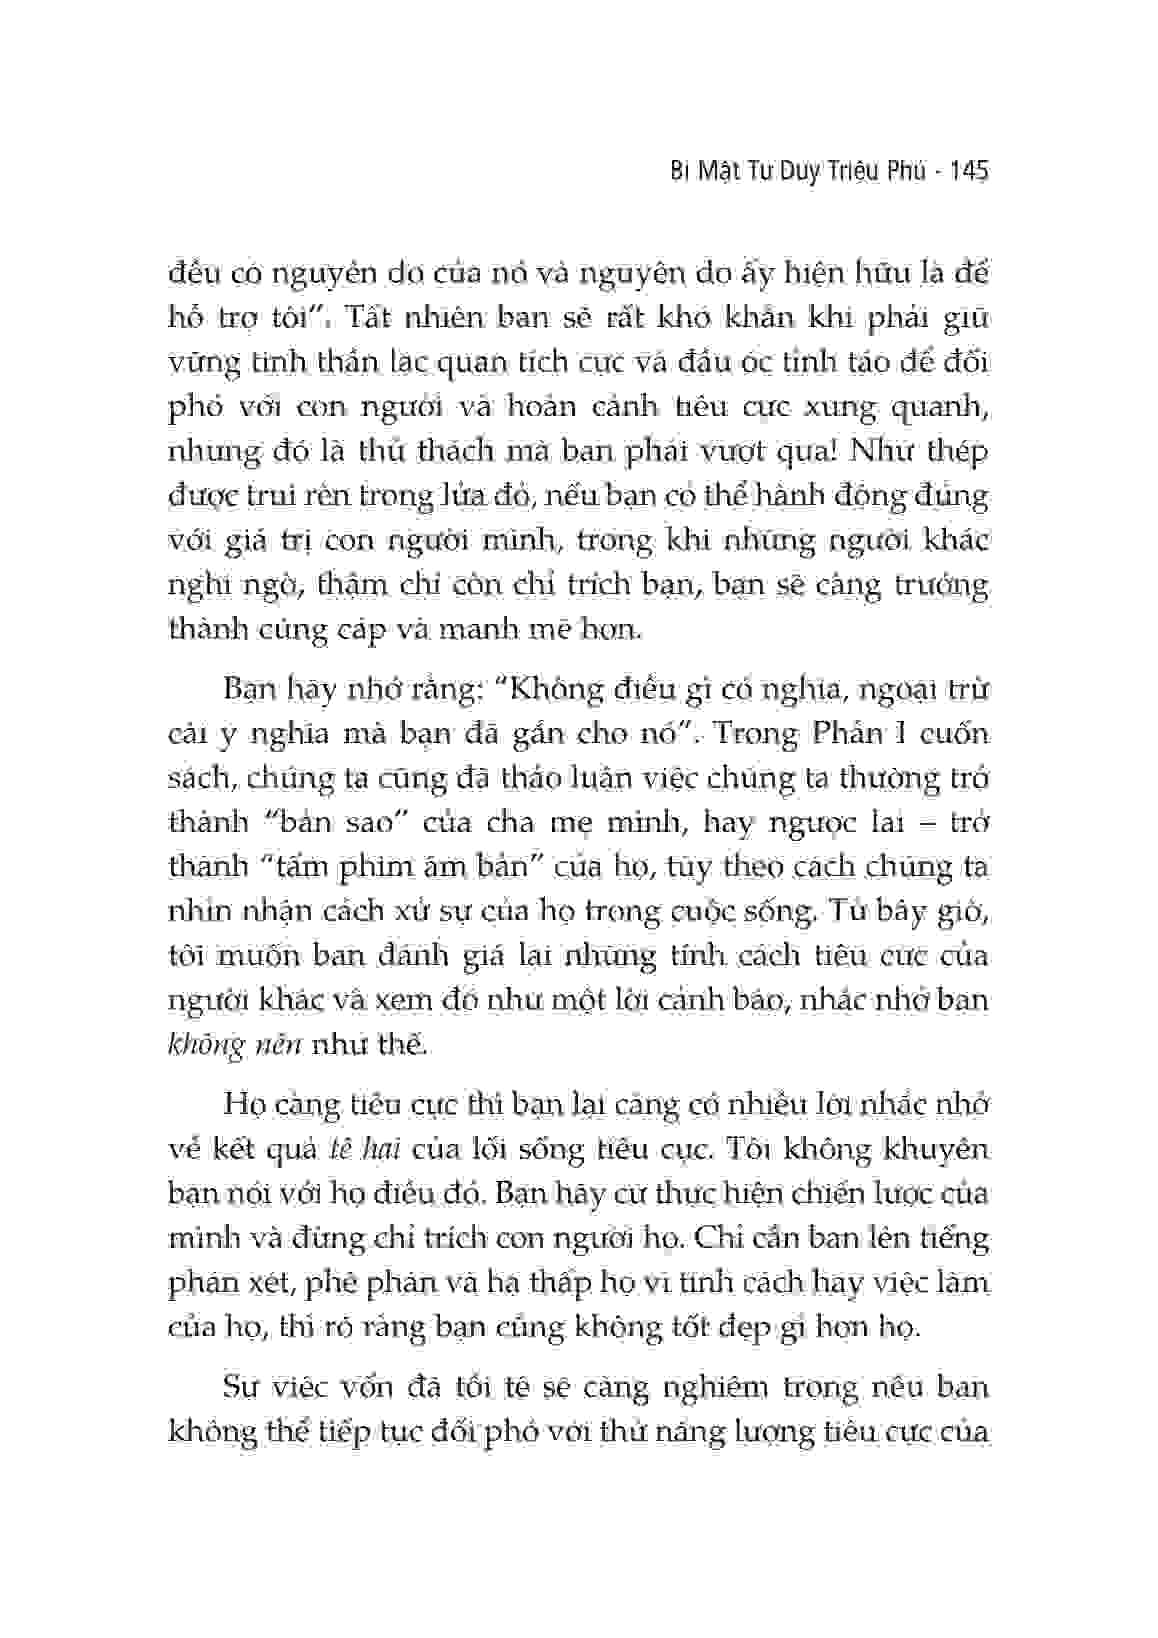 Bí Mật Tư Duy Triệu Phú - 145
đều có nguyên do của nó và nguyên do ấy hiện hữu là để
hỗ trợ tôi”. Tất nhiên bạn sẽ rất khó khăn khi phải giữ
vững tinh thần lạc quan tích cực và đầu óc tỉnh táo để đối
phó với con người và hoàn cảnh tiêu cực xung quanh,
nhưng đó là thử thách mà bạn phải vượt qua! Như thép
được trui rèn trong lửa đỏ, nếu bạn có thể hành động đúng
với giá trị con người mình, trong khi những người khác
nghi ngờ, thậm chí còn chỉ trích bạn, bạn sẽ càng trưởng
thành cứng cáp và mạnh mẽ hơn.
Bạn hãy nhớ rằng: “Không điều gì có nghĩa, ngoại trừ
cái ý nghĩa mà bạn đã gắn cho nó”. Trong Phần I cuốn
sách, chúng ta cũng đã thảo luận việc chúng ta thường trở
thành “bản sao” của cha mẹ mình, hay ngược lại – trở
thành “tấm phim âm bản” của họ, tùy theo cách chúng ta
nhìn nhận cách xử sự của họ trong cuộc sống. Từ bây giờ,
tôi muốn bạn đánh giá lại những tính cách tiêu cực của
người khác và xem đó như một lời cảnh báo, nhắc nhở bạn
không nên như thế.
Họ càng tiêu cực thì bạn lại càng có nhiều lời nhắc nhở
về kết quả tệ hại của lối sống tiêu cực. Tôi không khuyên
bạn nói với họ điều đó. Bạn hãy cứ thực hiện chiến lược của
mình và đừng chỉ trích con người họ. Chỉ cần bạn lên tiếng
phán xét, phê phán và hạ thấp họ vì tính cách hay việc làm
của họ, thì rõ ràng bạn cũng không tốt đẹp gì hơn họ.
Sự việc vốn đã tồi tệ sẽ càng nghiêm trọng nếu bạn
không thể tiếp tục đối phó với thứ năng lượng tiêu cực của